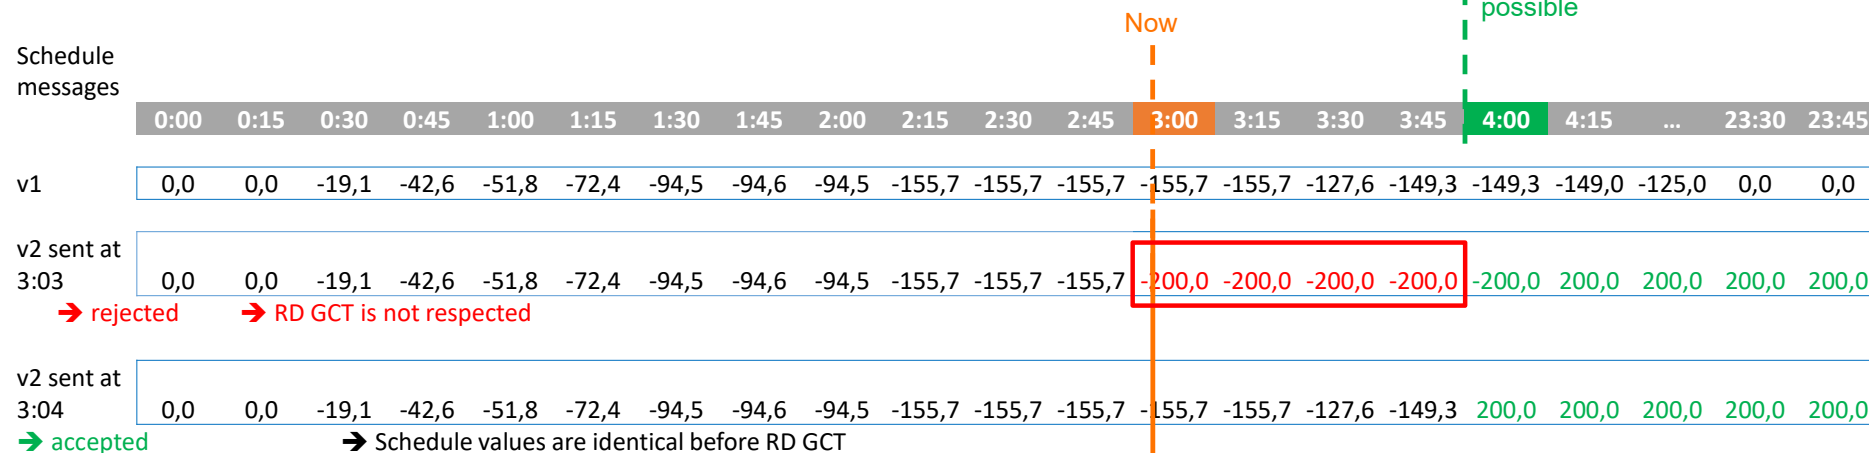 possible
Now
Schedule
messages
0:00 0:15 0:30 0:45 1:00 1:15 1:30 1:45 2:00 2:15 2:30 2:45 3:00 3:15 3:30 3:45 4:00 4:15 ... 23:30 23:45
v1 0,0 0,0 -19,1 -42,6 -51,8 -72,4 -94,5 -94,6 -94,5 -155,7 -155,7 -155,7 -155,7 -155,7 -127,6 -149,3 -149,3 -149,0 -125,0 0,0 0,0
v2 sent at
3:03 0,0 0,0 -19,1 -42,6 -51,8 -72,4 -94,5 -94,6 -94,5 -155,7 -155,7 -155,7 -200,0 -200,0 -200,0 -200,0 -200,0 200,0 200,0 200,0 200,0
➔ rejected ➔ RD GCT is not respected
v2 sent at
3:04 0,0 0,0 -19,1 -42,6 -51,8 -72,4 -94,5 -94,6 -94,5 -155,7 -155,7 -155,7 -155,7 -155,7 -127,6 -149,3 200,0 200,0 200,0 200,0 200,0
➔ accepted ➔ Schedule values are identical before RD GCT